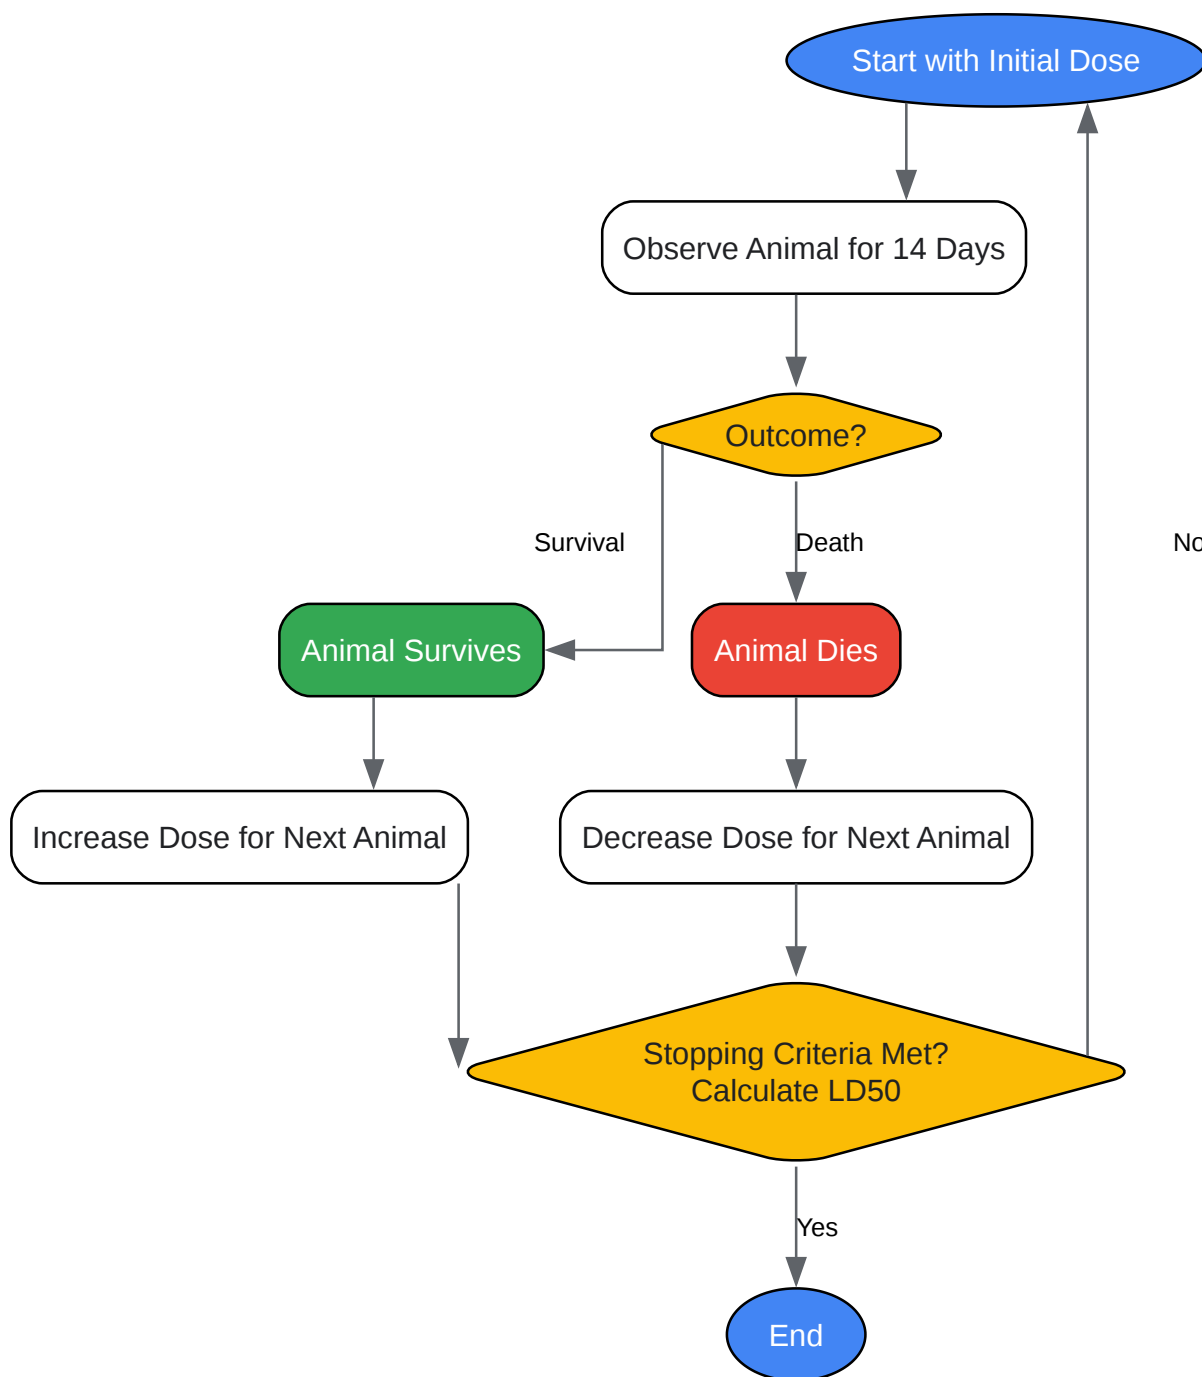 Start with Initial Dose
Observe Animal for 14 Days
Outcome?
Survival
Death
No
Animal Survives
Animal Dies
Increase Dose for Next Animal
Decrease Dose for Next Animal
Stopping Criteria Met?
Calculate LD50
Yes
End